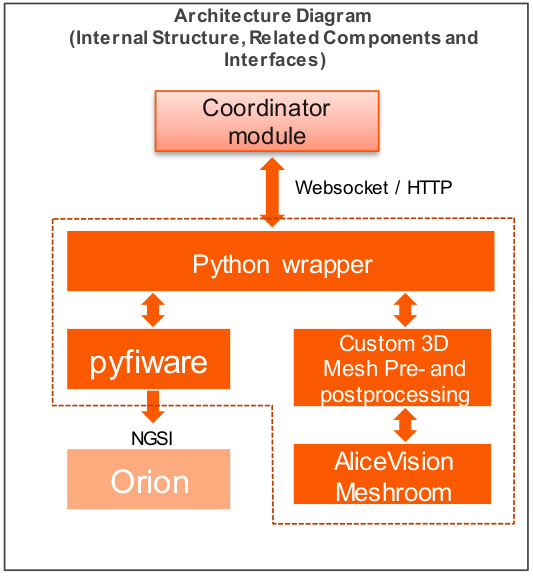 Architecture Diagram
(Internal Structure, Related Components and
Interfaces)
Coordinator
module
Websocket / HTTP
Python wrapper
pyfiware
Custom 3D
Mesh Pre- and
postprocessing
NGSI
Orion
AliceVision
Meshroom